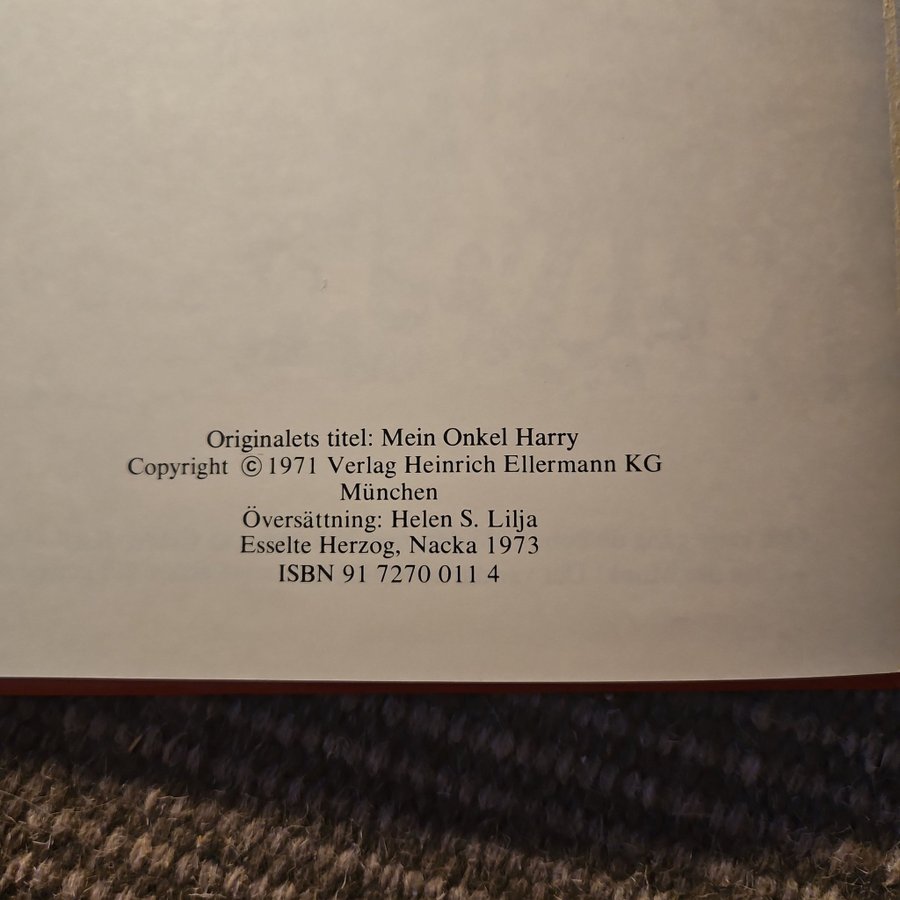 Originalets titel: Mein Onkel Harry
Copyright © 1971 Verlag Heinrich Ellermann KG
München
Översättning: Helen S. Lilja
Esselte Herzog, Nacka 1973
ISBN 91 7270 011 4